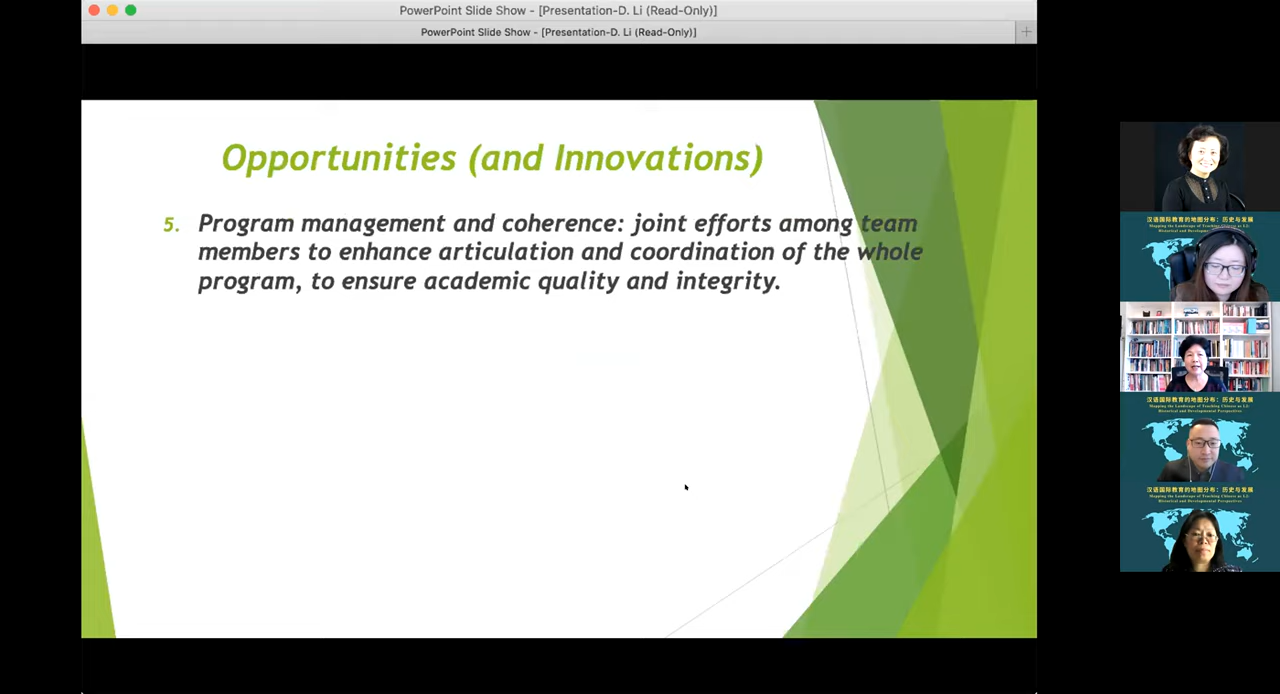 PowerPoint Slide Show - [Presentation-D. Li (Read-Only)]
PowerPoint Slide Show - [Presentation-D. Li (Read-Only)]
Opportunities (and Innovations)
5. Program management and coherence: joint efforts among team
members to enhance articulation and coordination of the whole
program, to ensure academic quality and integrity.
汉语国际教育的地图分布：历史与发展
Mapping the Landscape of Teaching Chinese as L2:
Historical and Developmental Perspectives
汉语国际教育的地图分布：历史与发展
Mapping the Landscape of Teaching Chinese as L2:
Historical and Developmental Perspectives
汉语国际教育的地图分布：历史与发展
Mapping the Landscape of Teaching Chinese as L2:
Historical and Developmental Perspectives